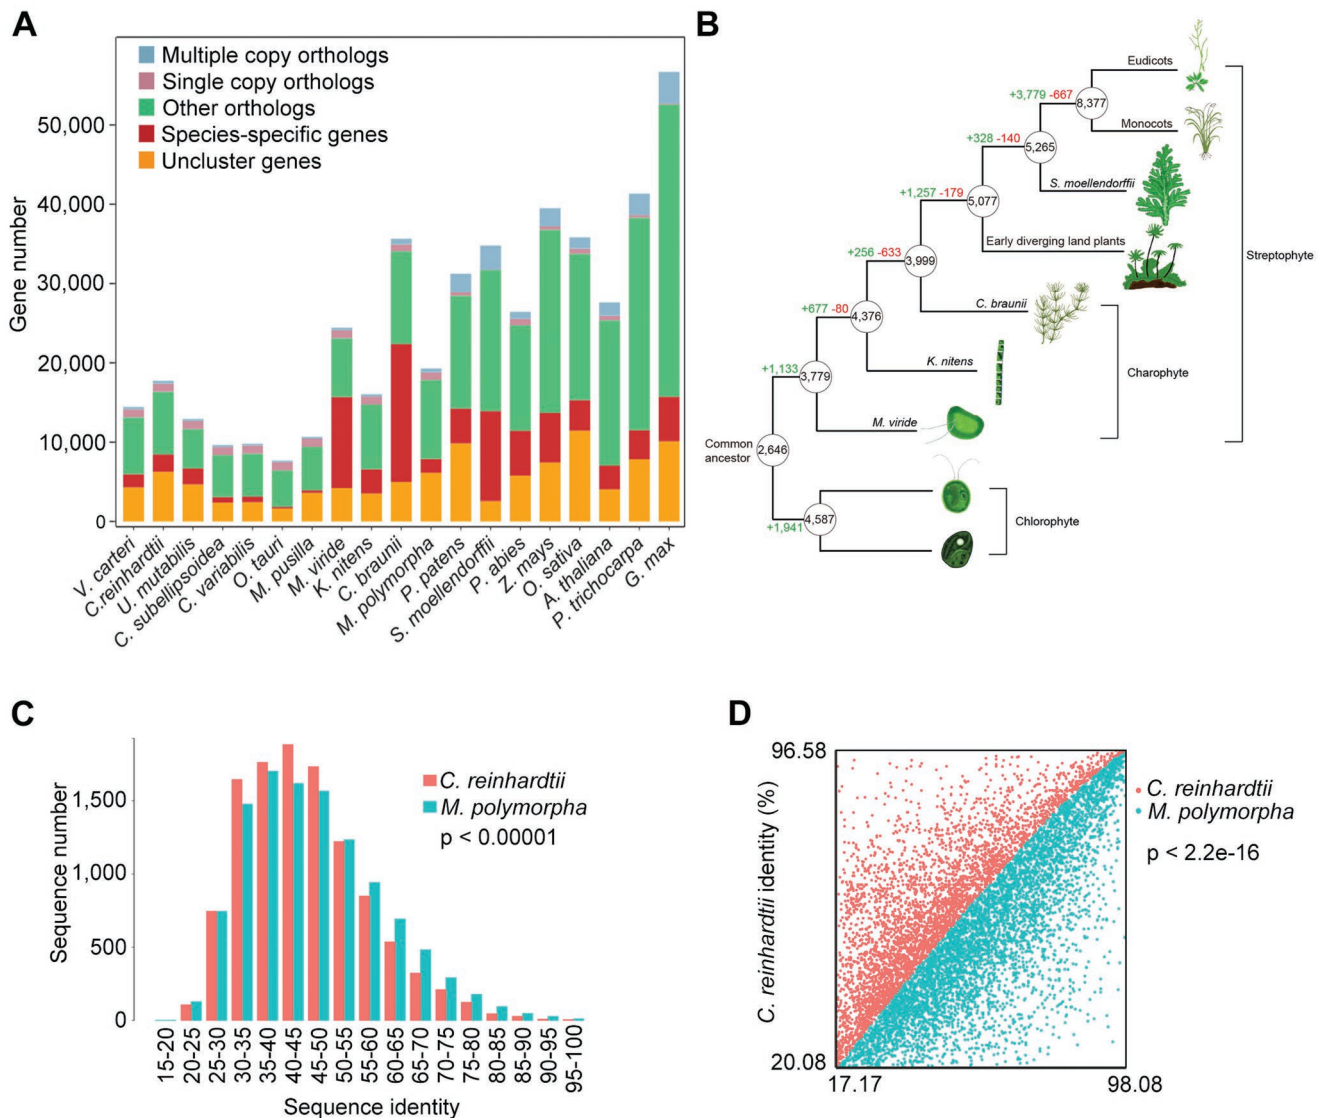 A
Multiple copy orthologs
Single copy orthologs
Other orthologs
Species-specific genes
Uncluster genes
Gene number
50,000
40,000
30,000
20,000
10,000
0
V. carteri
C.reinhardtii
U. mutabilis
C. subellipsoidea
C. variabilis
O. tauri
M. pusilla
M. viride
K. nitens
C. braunii
M. polymorpha
P. patens
S. moellendorffii
P. abies
Z. mays
O. sativa
A. thaliana
P. trichocarpa
G. max
B
Eudicots
+3,779 -667
8,377
Monocots
+328 -140
5,265
S. moellendorffii
+1,257 -179
5,077
Early diverging land plants
Streptophyte
+256 -633
3,999
C. braunii
+677 -80
4,376
K. nitens
Charophyte
+1,133
3,779
M. viride
Common
ancestor
2,646
4,587
+1,941
Chlorophyte
C
Sequence number
1,500
1,000
500
0
C. reinhardtii
M. polymorpha
p < 0.00001
15-20
20-25
25-30
30-35
35-40
40-45
45-50
50-55
55-60
60-65
65-70
70-75
75-80
80-85
85-90
90-95
95-100
Sequence identity
D
96.58
C. reinhardtii identity (%)
20.08
17.17
98.08
C. reinhardtii
M. polymorpha
p < 2.2e-16